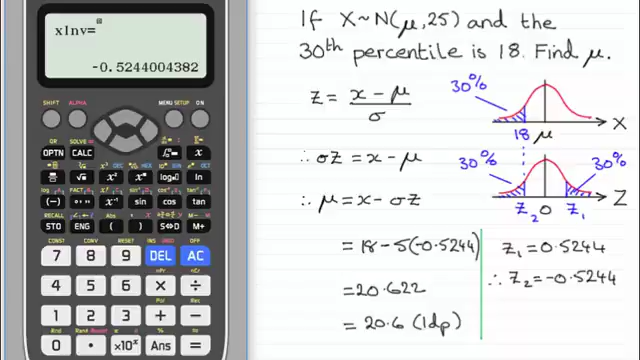 xInv=
-0.5244004382
If X~N(μ,25) and the
30th percentile is 18. Find μ.
z = x-μ/σ
30%
18 μ
X
∴ σz = x-μ
30%
30%
z₂ 0 z₁
Z
∴ μ = x-σz
= 18-5(-0.5244)
= 20.622
= 20.6 (1dp)
z₁ = 0.5244
∴ z₂ = -0.5244
SHIFT ALPHA MENU SETUP ON
OPTN CALC x
log▫ ln
(-) sin cos tan
STO ENG ( ) S⇔D M+
7 8 9 DEL AC
4 5 6 × ÷
1 2 3 + -
0 • ×10ˣ Ans =